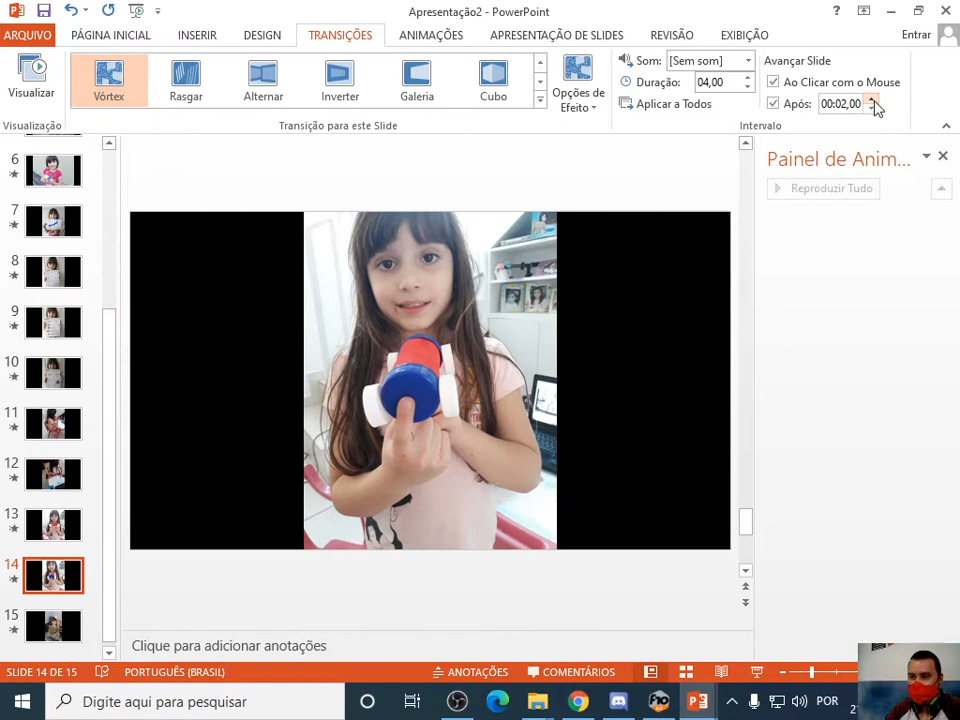 Apresentação2 - PowerPoint
?
ARQUIVO PÁGINA INICIAL INSERIR DESIGN TRANSIÇÕES ANIMAÇÕES APRESENTAÇÃO DE SLIDES REVISÃO EXIBIÇÃO Entrar
Visualizar
Vórtex Rasgar Alternar Inverter Galeria Cubo
Opções de
Efeito
Som: [Sem som]
Duração: 04,00
Aplicar a Todos
Avançar Slide
Ao Clicar com o Mouse
Após: 00:02,00
Visualização Transição para este Slide Intervalo
Painel de Anim...
Reproduzir Tudo
6
7
8
9
10
11
12
13
14
15
Clique para adicionar anotações
SLIDE 14 DE 15 PORTUGUÊS (BRASIL) ANOTAÇÕES COMENTÁRIOS
Digite aqui para pesquisar
POR